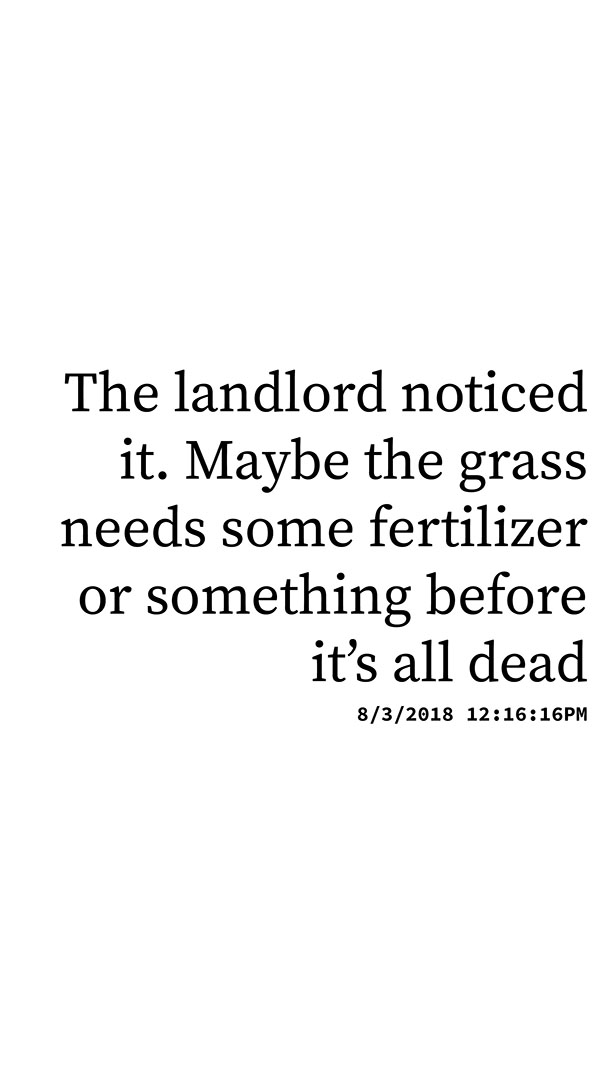 The landlord noticed
it. Maybe the grass
needs some fertilizer
or something before
it’s all dead
8/3/2018 12:16:16PM